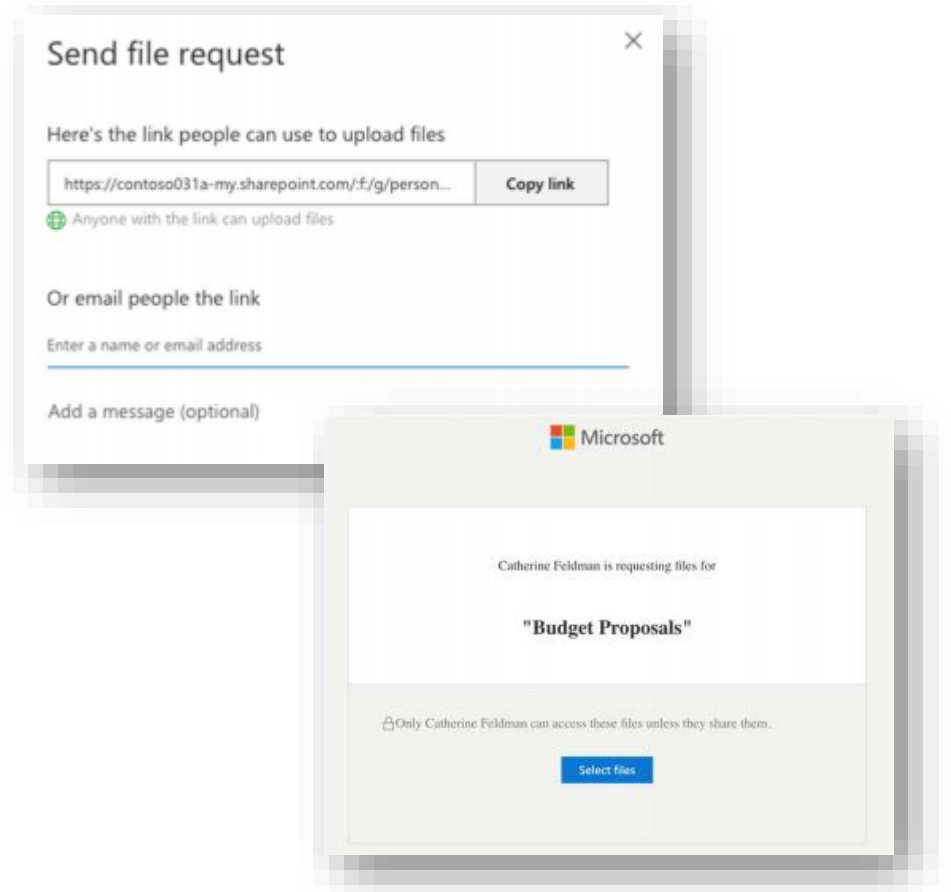 Send file request
Here's the link people can use to upload files
https://contoso031a-my.sharepoint.com/:f:/g/person...
Copy link
Anyone with the link can upload files
Or email people the link
Enter a name or email address
Add a message (optional)
Microsoft
Catherine Feldman is requesting files for
"Budget Proposals"
Only Catherine Feldman can access these files unless they share them.
Select files